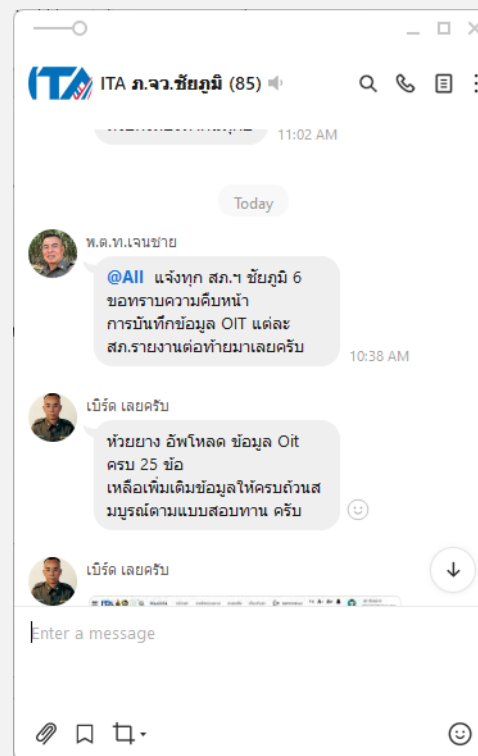 ITA
ITA ภ.จว.ชัยภูมิ (85)
11:02 AM
Today
พ.ต.ท.เจนชาย
@All แจ้งทุก สภ.ฯ ชัยภูมิ 6
ขอทราบความคืบหน้า
การบันทึกข้อมูล OIT แต่ละ
สภ.รายงานต่อท้ายมาเลยครับ
10:38 AM
เบิร์ด เลยครับ
ห้วยยาง อัพโหลด ข้อมูล Oit
ครบ 25 ข้อ
เหลือเพิ่มเติมข้อมูลให้ครบถ้วนส
มบูรณ์ตามแบบสอบทาน ครับ
เบิร์ด เลยครับ
Enter a message